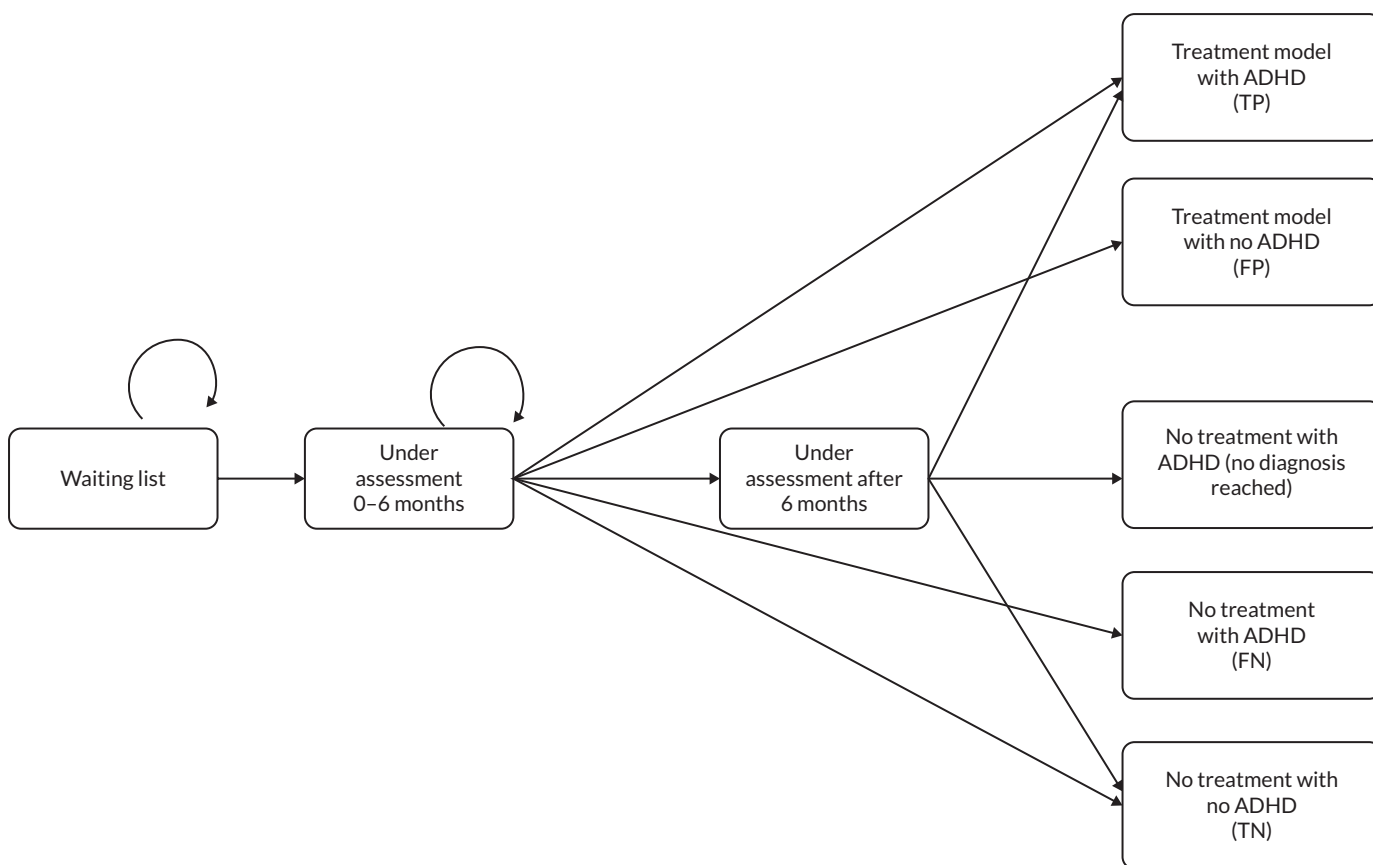 Treatment model
with ADHD
(TP)
Treatment model
with no ADHD
(FP)
Waiting list
Under
assessment
0–6 months
Under
assessment after
6 months
No treatment with
ADHD (no diagnosis
reached)
No treatment
with ADHD
(FN)
No treatment with
no ADHD
(TN)